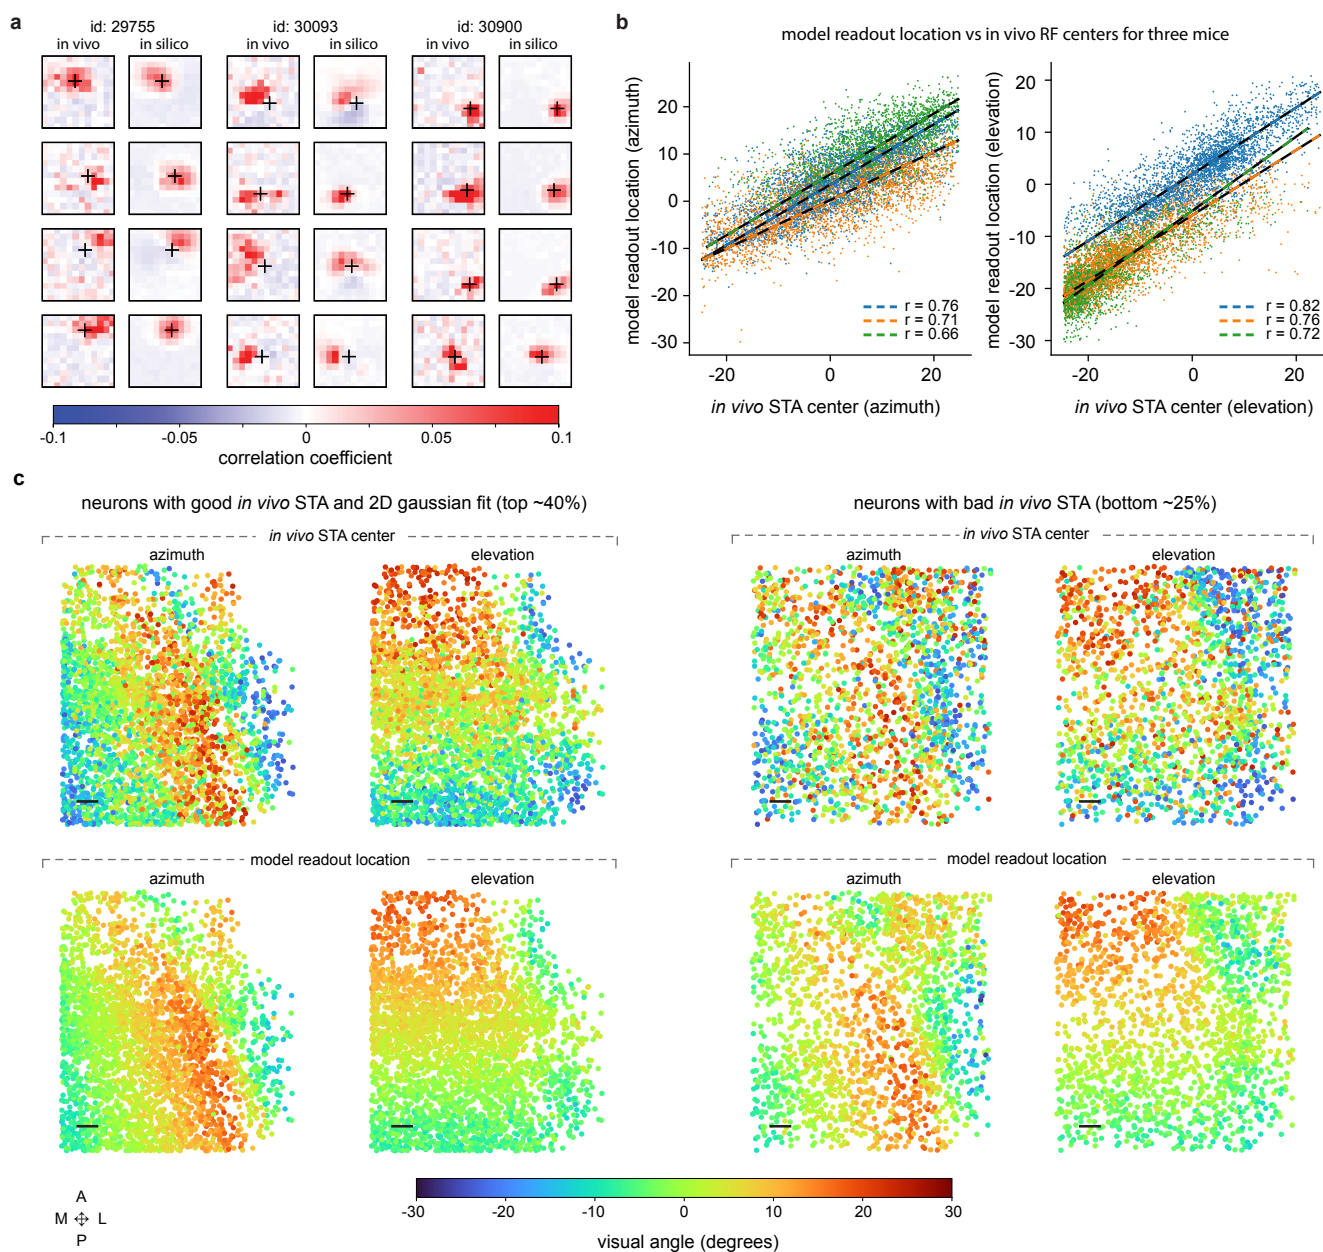 a
id: 29755 id: 30093 id: 30900
in vivo in silico in vivo in silico in vivo in silico
-0.1 -0.05 0 0.05 0.1
correlation coefficient
b
model readout location vs in vivo RF centers for three mice
model readout location (azimuth)
20
10
0
-10
-20
-30
r = 0.76
r = 0.71
r = 0.66
-20 0 20
in vivo STA center (azimuth)
model readout location (elevation)
20
10
0
-10
-20
-30
r = 0.82
r = 0.76
r = 0.72
-20 0 20
in vivo STA center (elevation)
c
neurons with good in vivo STA and 2D gaussian fit (top ~40%)
in vivo STA center
azimuth elevation
model readout location
azimuth elevation
neurons with bad in vivo STA (bottom ~25%)
in vivo STA center
azimuth elevation
model readout location
azimuth elevation
A
M L
P
-30 -20 -10 0 10 20 30
visual angle (degrees)